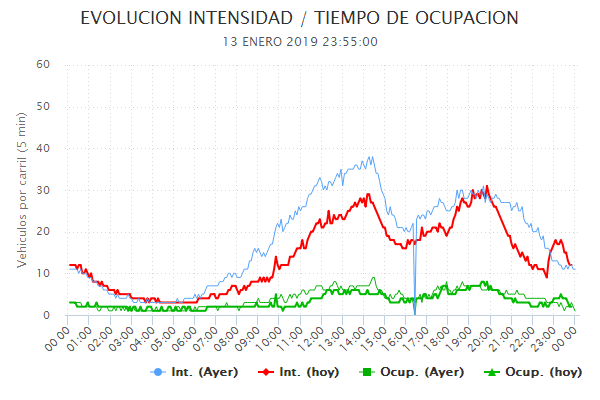 EVOLUCION INTENSIDAD / TIEMPO DE OCUPACION
13 ENERO 2019 23:55:00
Vehiculos por carril (5 min)
60
50
40
30
20
10
0
00:00 01:00 02:00 03:00 04:00 05:00 06:00 07:00 08:00 09:00 10:00 11:00 12:00 13:00 14:00 15:00 16:00 17:00 18:00 19:00 20:00 21:00 22:00 23:00 00:00
Int. (Ayer) Int. (hoy) Ocup. (Ayer) Ocup. (hoy)